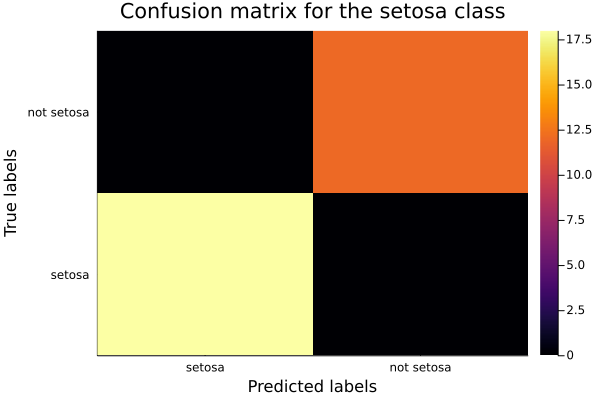 Confusion matrix for the setosa class
True labels
not setosa
setosa
setosa not setosa
Predicted labels
17.5
15.0
12.5
10.0
7.5
5.0
2.5
0